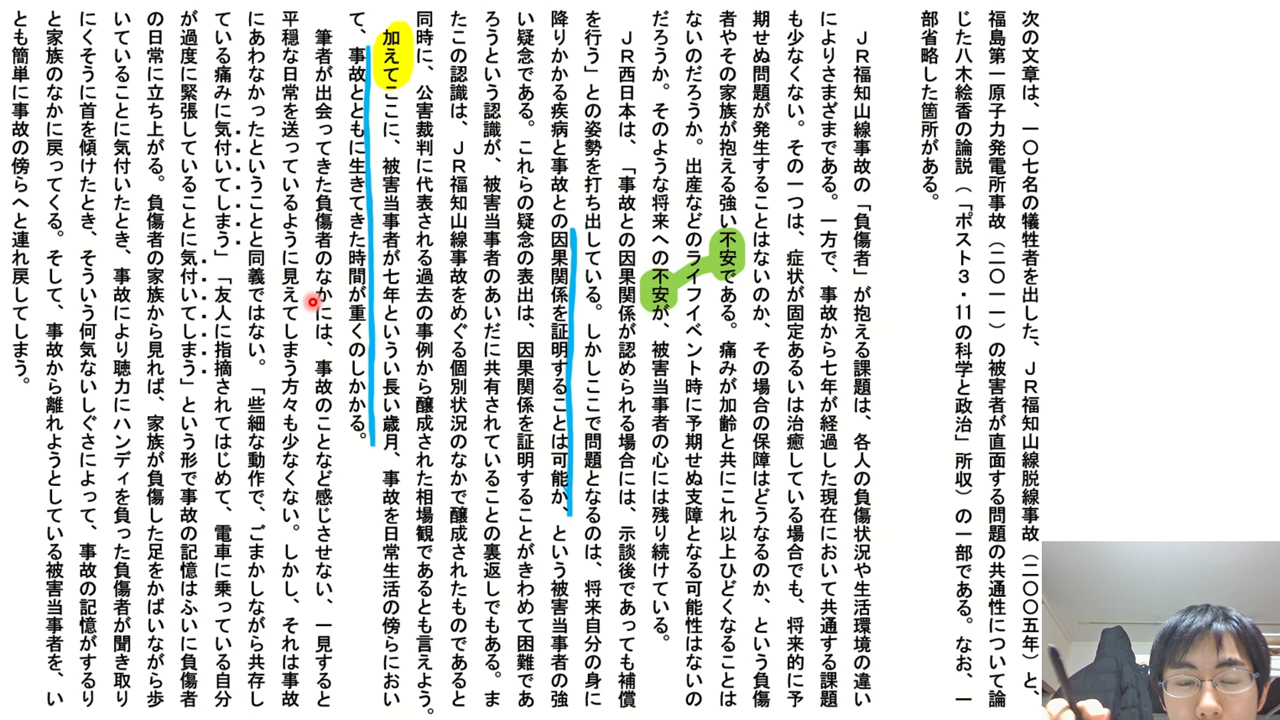 次の文章は、一〇七名の犠牲者を出した、ＪＲ福知山線脱線事故（二〇〇五年）と、
福島第一原子力発電所事故（二〇一一）の被害者が直面する問題の共通性について論
じた八木絵香の論説（「ポスト３・11の科学と政治」所収）の一部である。なお、一
部省略した箇所がある。
ＪＲ福知山線事故の「負傷者」が抱える課題は、各人の負傷状況や生活環境の違い
によりさまざまである。一方で、事故から七年が経過した現在において共通する課題
も少なくない。その一つは、症状が固定あるいは治癒している場合でも、将来的に予
期せぬ問題が発生することはないのか、その場合の保障はどうなるのか、という負傷
者やその家族が抱える強い不安である。痛みが加齢と共にこれ以上ひどくなることは
ないのだろうか。出産などのライフイベント時に予期せぬ支障となる可能性はないの
だろうか。そのような将来への不安が、被害当事者の心には残り続けている。
ＪＲ西日本は、「事故との因果関係が認められる場合には、示談後であっても補償
を行う」との姿勢を打ち出している。しかしここで問題となるのは、将来自分の身に
降りかかる疾病と事故との因果関係を証明することは可能か、という被害当事者の強
い疑念である。これらの疑念の表出は、因果関係を証明することがきわめて困難であ
ろうという認識が、被害当事者のあいだに共有されていることの裏返しでもある。ま
たこの認識は、ＪＲ福知山線事故をめぐる個別状況のなかで醸成されたものであると
同時に、公害裁判に代表される過去の事例から醸成された相場観であるとも言えよう。
加えてここに、被害当事者が七年というい長い歳月、事故を日常生活の傍らにおい
て、事故とともに生きてきた時間が重くのしかかる。
筆者が出会ってきた負傷者のなかには、事故のことなど感じさせない、一見すると
平穏な日常を送っているように見えてしまう方々も少なくない。しかし、それは事故
にあわなかったということと同義ではない。「些細な動作で、ごまかしながら共存し
ている痛みに気付いてしまう」「友人に指摘されてはじめて、電車に乗っている自分
が過度に緊張していることに気付いてしまう」という形で事故の記憶はふいに負傷者
の日常に立ち上がる。負傷者の家族から見れば、家族が負傷した足をかばいながら歩
いていることに気付いたとき、事故により聴力にハンディを負った負傷者が聞き取り
にくそうに首を傾けたとき、そういう何気ないしぐさによって、事故の記憶がするり
と家族のなかに戻ってくる。そして、事故から離れようとしている被害当事者を、い
とも簡単に事故の傍らへと連れ戻してしまう。